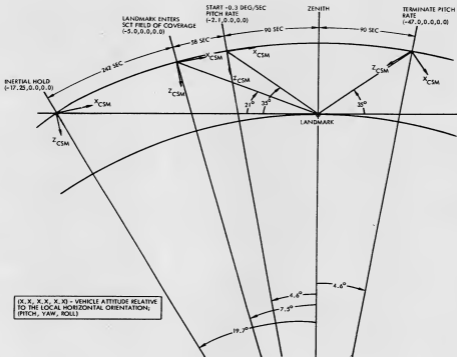 START -0.3 DEG/SEC
PITCH RATE
(-2.1,0.0,0.0)
ZENITH
TERMINATE PITCH
RATE
(-47.0,0.0,0.0)
LANDMARK ENTERS
SCT FIELD OF COVERAGE
(-5.0,0.0,0.0)
58 SEC
90 SEC
90 SEC
242 SEC
INERTIAL HOLD
(-17.25,0.0,0.0)
X CSM
X CSM
X CSM
X CSM
Z CSM
Z CSM
Z CSM
Z CSM
21°
35°
35°
LANDMARK
4.6°
4.6°
7.5°
19.7°
(X.X, X.X, X.X) - VEHICLE ATTITUDE RELATIVE
TO THE LOCAL HORIZONTAL ORIENTATION;
(PITCH, YAW, ROLL)